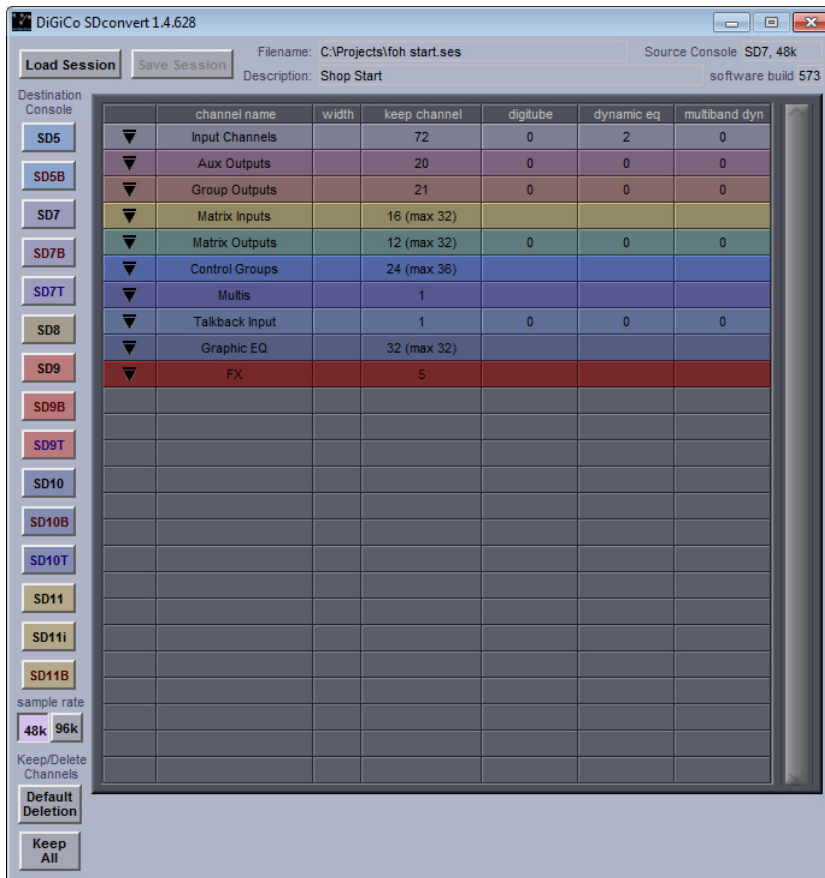 DiGiCo SDconvert 1.4.628
Load Session
Save Session
Filename: C:\Projects\foh start.ses
Source Console SD7, 48k
Description: Shop Start
software build 573
Destination
Console
SD5
SD5B
SD7
SD7B
SD7T
SD8
SD9
SD9B
SD9T
SD10
SD10B
SD10T
SD11
SD11i
SD11B
sample rate
48k 96k
Keep/Delete
Channels
Default
Deletion
Keep
All
channel name width keep channel digitube dynamic eq multiband dyn
Input Channels 72 0 2 0
Aux Outputs 20 0 0 0
Group Outputs 21 0 0 0
Matrix Inputs 16 (max 32)
Matrix Outputs 12 (max 32) 0 0 0
Control Groups 24 (max 36)
Multis 1
Talkback Input 1 0 0 0
Graphic EQ 32 (max 32)
FX 5